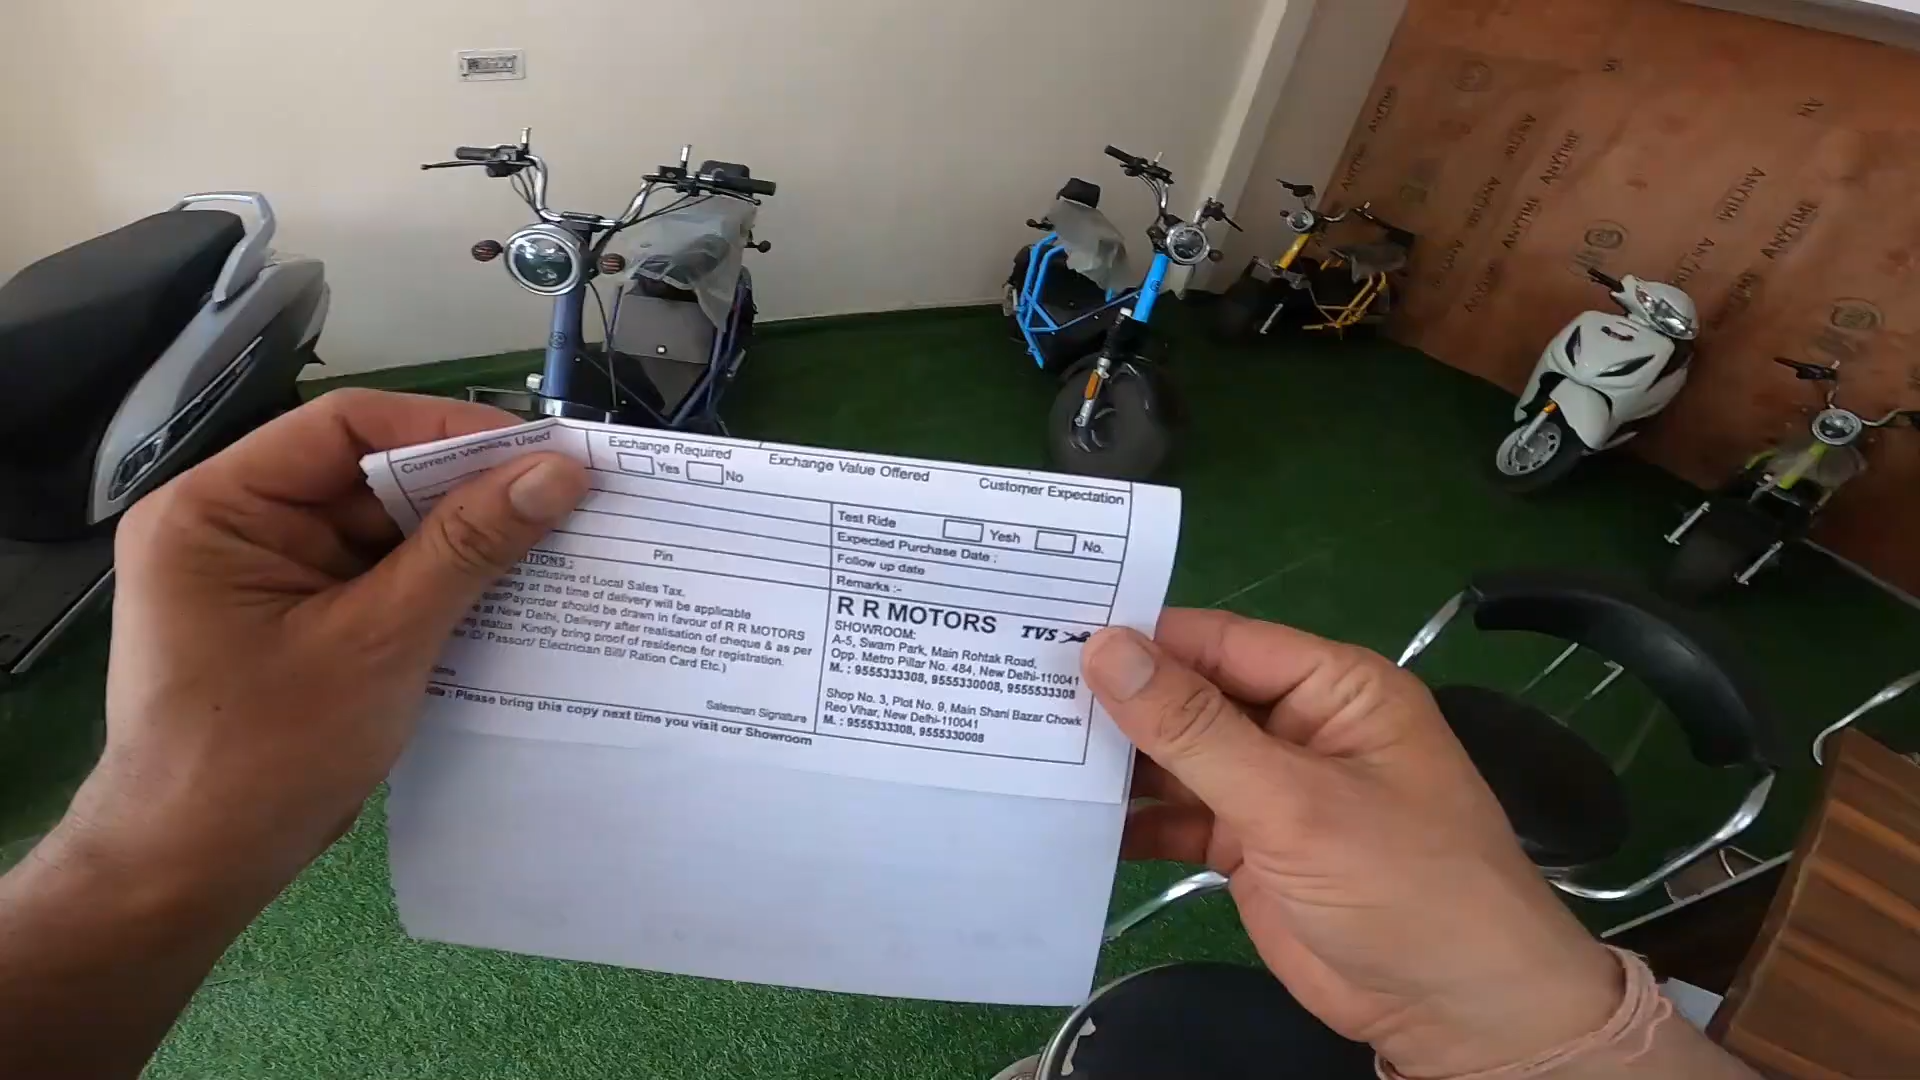 Current Vehicle Used
Exchange Required
Yes No
Exchange Value Offered
Customer Expectation
Test Ride Yesh No.
Expected Purchase Date :
Follow up date
Remarks :-
Pin
TIONS :
inclusive of Local Sales Tax.
at the time of delivery will be applicable
/Payorder should be drawn in favour of R R MOTORS
at New Delhi, Delivery after realisation of cheque & as per
status. Kindly bring proof of residence for registration.
ID/ Passort/ Electrician Bill/ Ration Card Etc.)
Salesman Signature
: Please bring this copy next time you visit our Showroom
R R MOTORS TVS
SHOWROOM:
A-5, Swam Park, Main Rohtak Road,
Opp. Metro Pillar No. 484, New Delhi-110041
M. : 9555333308, 9555330008, 9555533308
Shop No. 3, Plot No. 9, Main Shani Bazar Chowk
Reo Vihar, New Delhi-110041
M. : 9555333308, 9555330008
ANYTIME
ANYTIME
ANYTIME